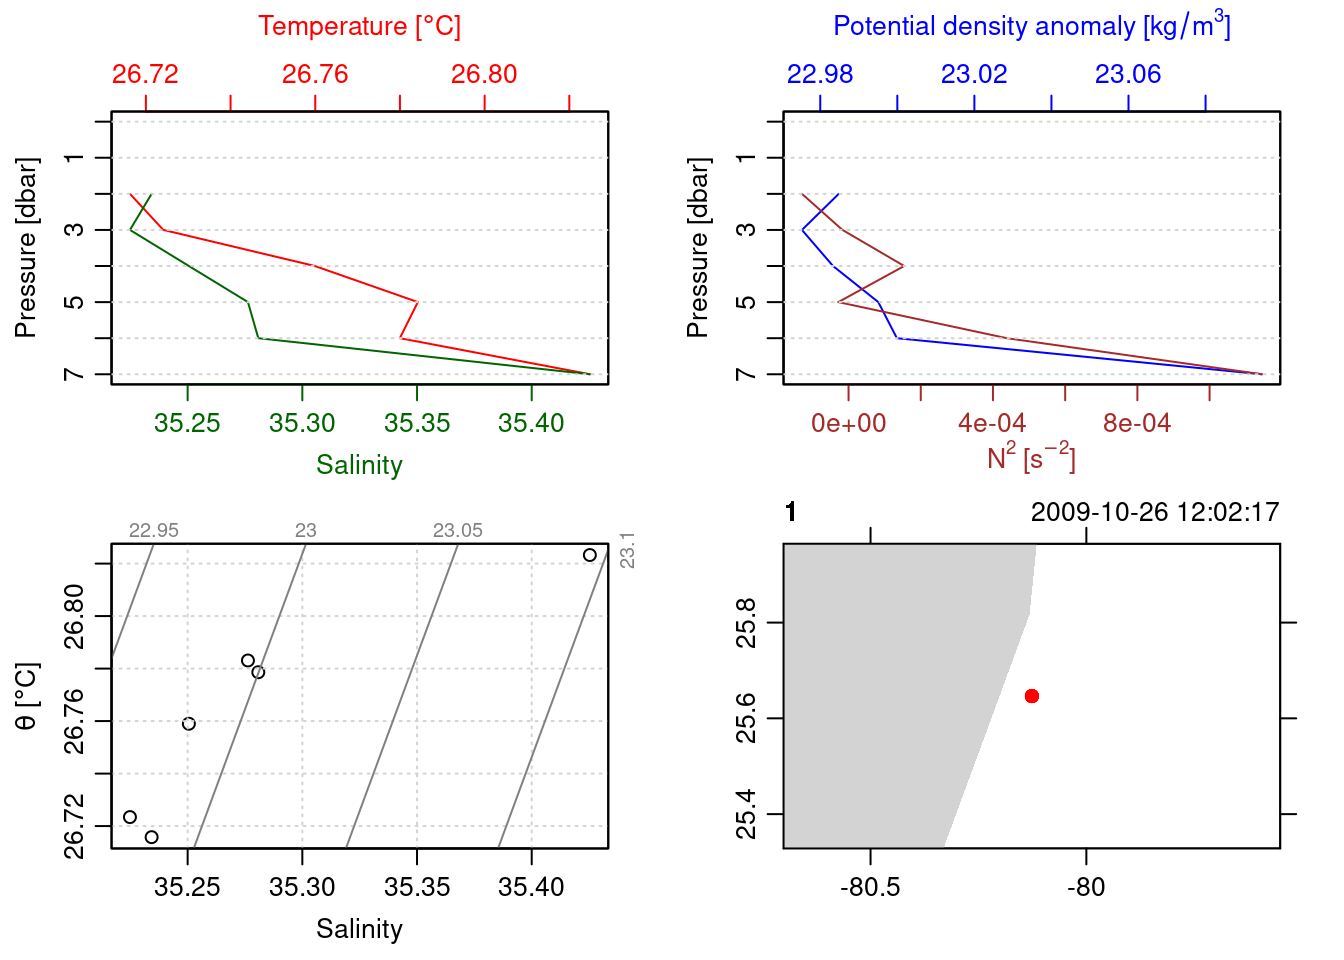 Temperature [°C]
26.72 26.76 26.80
Pressure [dbar]
1
3
5
7
35.25 35.30 35.35 35.40
Salinity
Potential density anomaly [kg/m³]
22.98 23.02 23.06
Pressure [dbar]
1
3
5
7
0e+00 4e-04 8e-04
N² [s⁻²]
22.95 23 23.05 23.1
θ [°C]
26.80
26.76
26.72
35.25 35.30 35.35 35.40
Salinity
1 2009-10-26 12:02:17
25.8
25.6
25.4
-80.5 -80